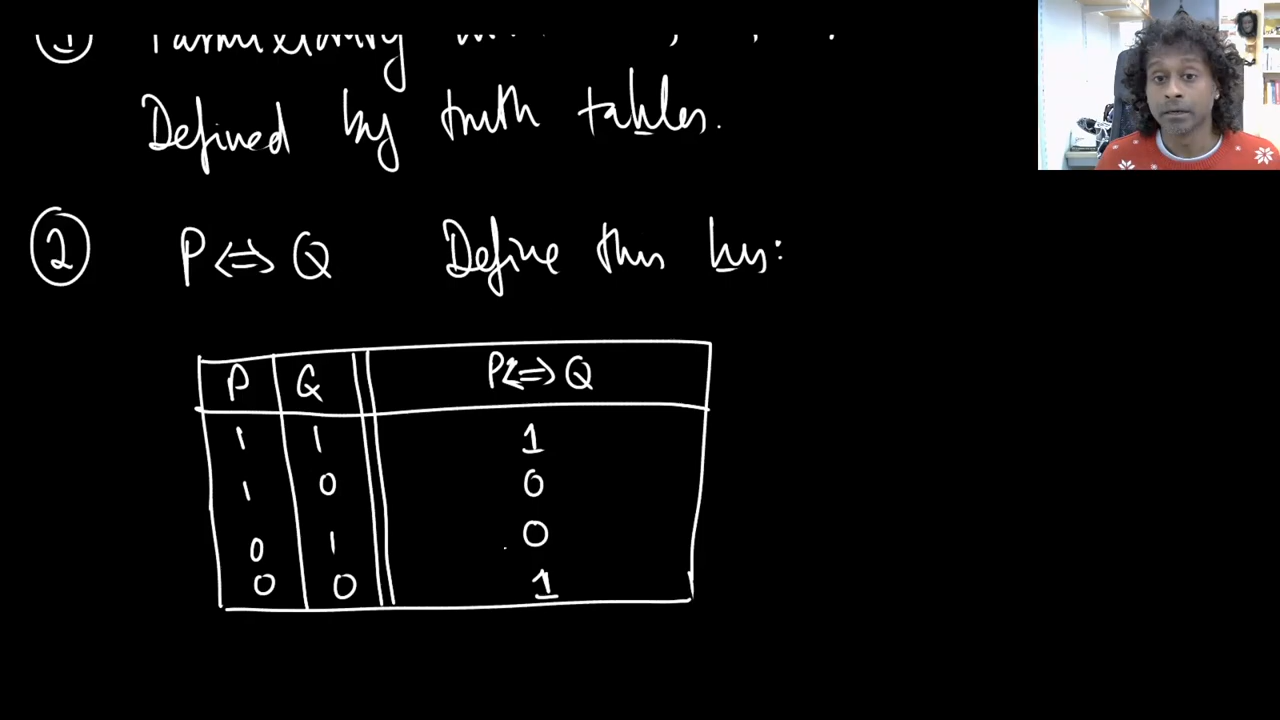 ①
Defined by truth tables.
② P ⇔ Q Define this by:
P Q P ⇔ Q
1 1 1
1 0 0
0 1 0
0 0 1